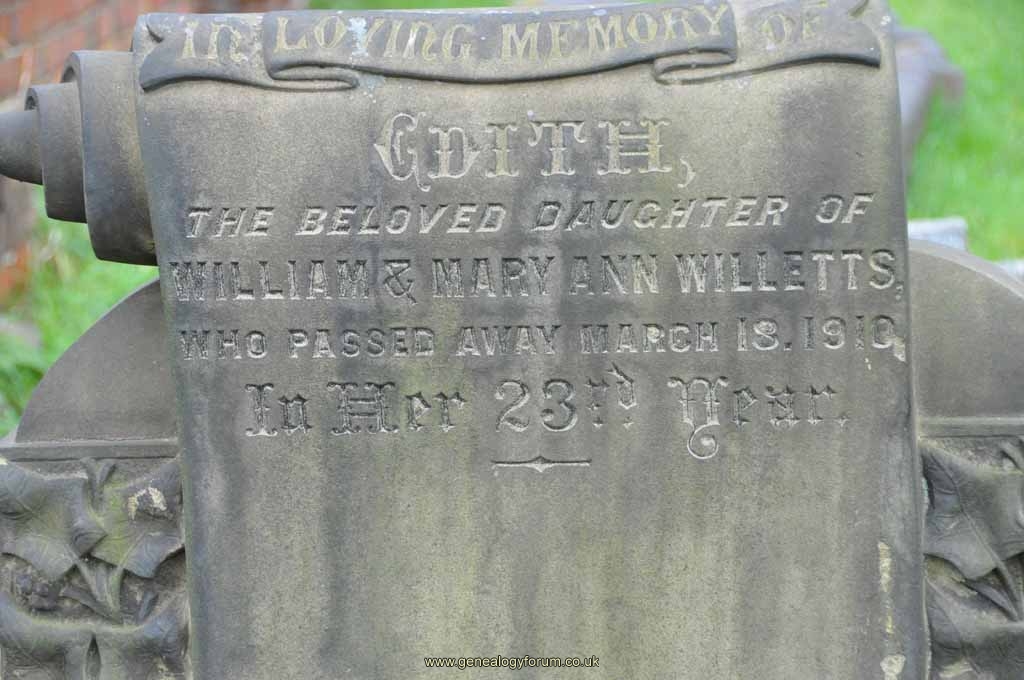 IN LOVING MEMORY OF
EDITH,
THE BELOVED DAUGHTER OF
WILLIAM & MARY ANN WILLETTS,
WHO PASSED AWAY MARCH 18. 1910
In Her 23rd Year.
www.genealogyforum.co.uk